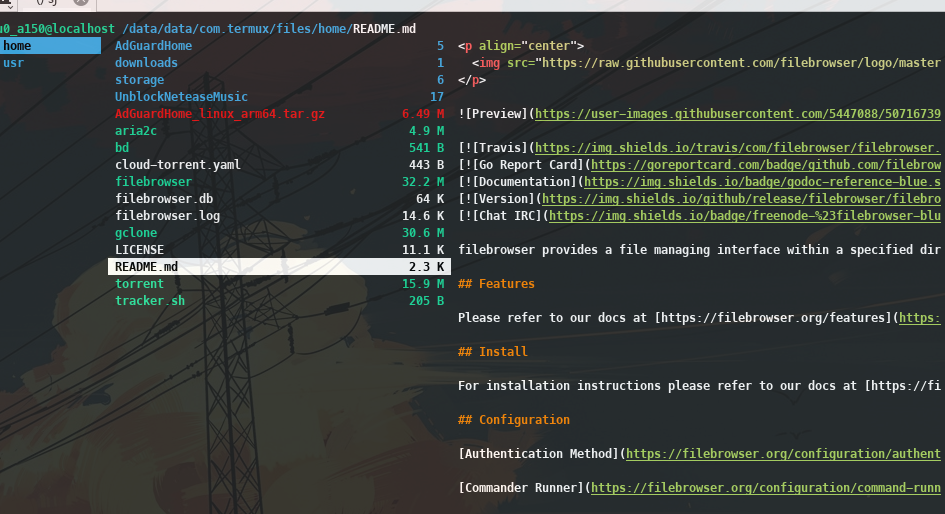 u0_a150@localhost /data/data/com.termux/files/home/README.md
home AdGuardHome 5 <p align="center">
usr downloads 1 <img src="https://raw.githubusercontent.com/filebrowser/logo/master
storage 6 </p>
UnblockNeteaseMusic 17
AdGuardHome_linux_arm64.tar.gz 6.49 M ![Preview](https://user-images.githubusercontent.com/5447088/50716739
aria2c 4.9 M
bd 541 B [![Travis](https://img.shields.io/travis/com/filebrowser/filebrowser.
cloud-torrent.yaml 443 B [![Go Report Card](https://goreportcard.com/badge/github.com/filebrow
filebrowser 32.2 M [![Documentation](https://img.shields.io/badge/godoc-reference-blue.s
filebrowser.db 64 K [![Version](https://img.shields.io/github/release/filebrowser/filebro
filebrowser.log 14.6 K [![Chat IRC](https://img.shields.io/badge/freenode-%23filebrowser-blu
gclone 30.6 M
LICENSE 11.1 K filebrowser provides a file managing interface within a specified dir
README.md 2.3 K
torrent 15.9 M ## Features
tracker.sh 205 B
Please refer to our docs at [https://filebrowser.org/features](https:
## Install
For installation instructions please refer to our docs at [https://fi
## Configuration
[Authentication Method](https://filebrowser.org/configuration/authent
[Commander Runner](https://filebrowser.org/configuration/command-runn